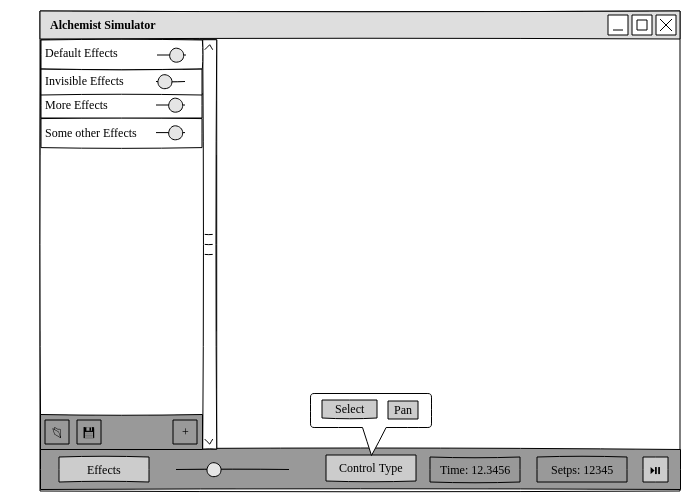 Alchemist Simulator
Default Effects
Invisible Effects
More Effects
Some other Effects
+
Select Pan
Effects Control Type Time: 12.3456 Setps: 12345